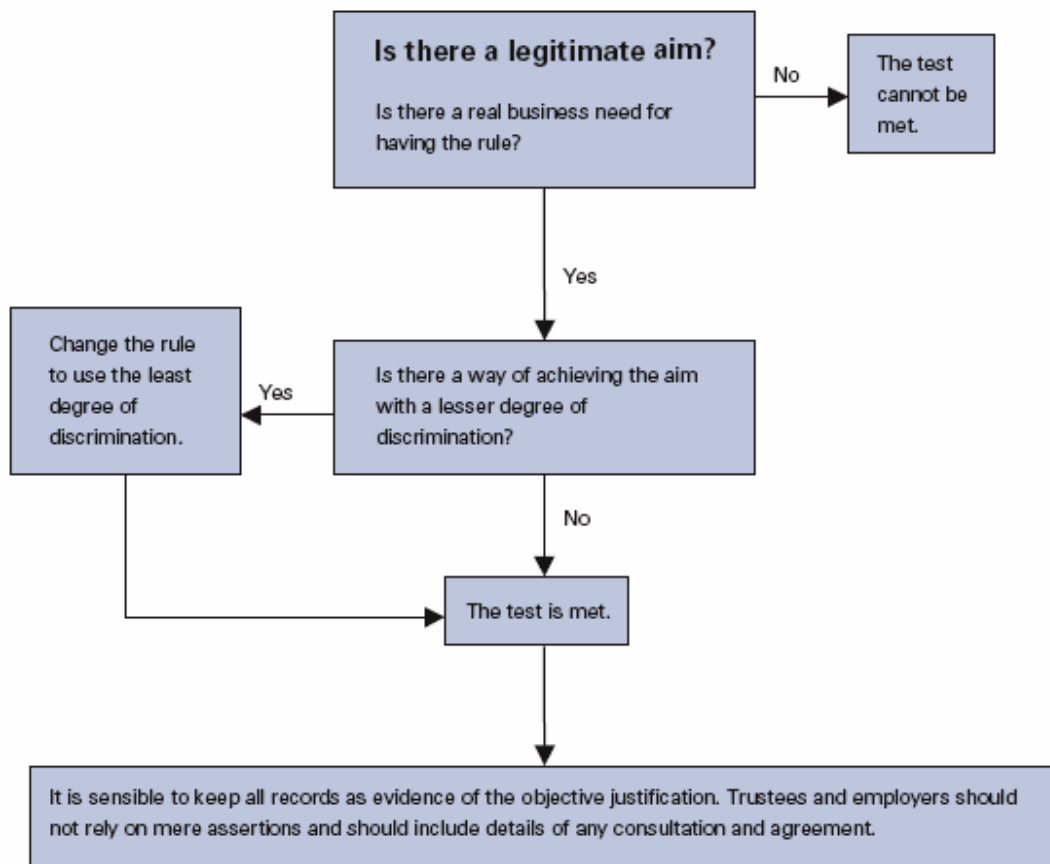 Is there a legitimate aim?
Is there a real business need for
having the rule?
No
The test
cannot be
met.
Yes
Change the rule
to use the least
degree of
discrimination.
Yes
Is there a way of achieving the aim
with a lesser degree of
discrimination?
No
The test is met.
It is sensible to keep all records as evidence of the objective justification. Trustees and employers should
not rely on mere assertions and should include details of any consultation and agreement.